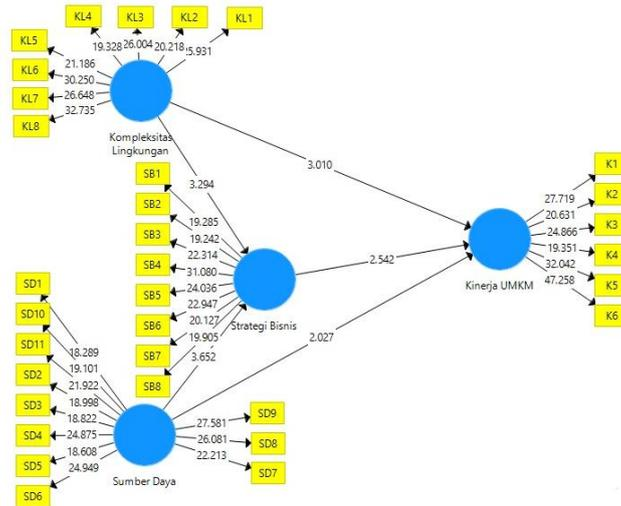 KL4
KL3
KL2
KL1
KL5
KL6
KL7
KL8
19.328
26.004
20.218
21.186
30.250
26.648
32.735
Kompleksitas
Lingkungan
3.010
3.294
SB1
SB2
SB3
SB4
SB5
SB6
SB7
SB8
19.285
19.242
22.314
31.080
24.036
22.947
20.127
19.905
3.652
Strategi Bisnis
2.542
2.027
K1
K2
K3
K4
K5
K6
27.719
20.631
24.866
19.351
32.042
47.258
Kinerja UMKM
SD1
SD10
SD11
SD2
SD3
SD4
SD5
SD6
18.289
19.101
21.922
18.998
18.822
24.875
18.608
24.949
Sumber Daya
27.581
26.081
22.213
SD9
SD8
SD7